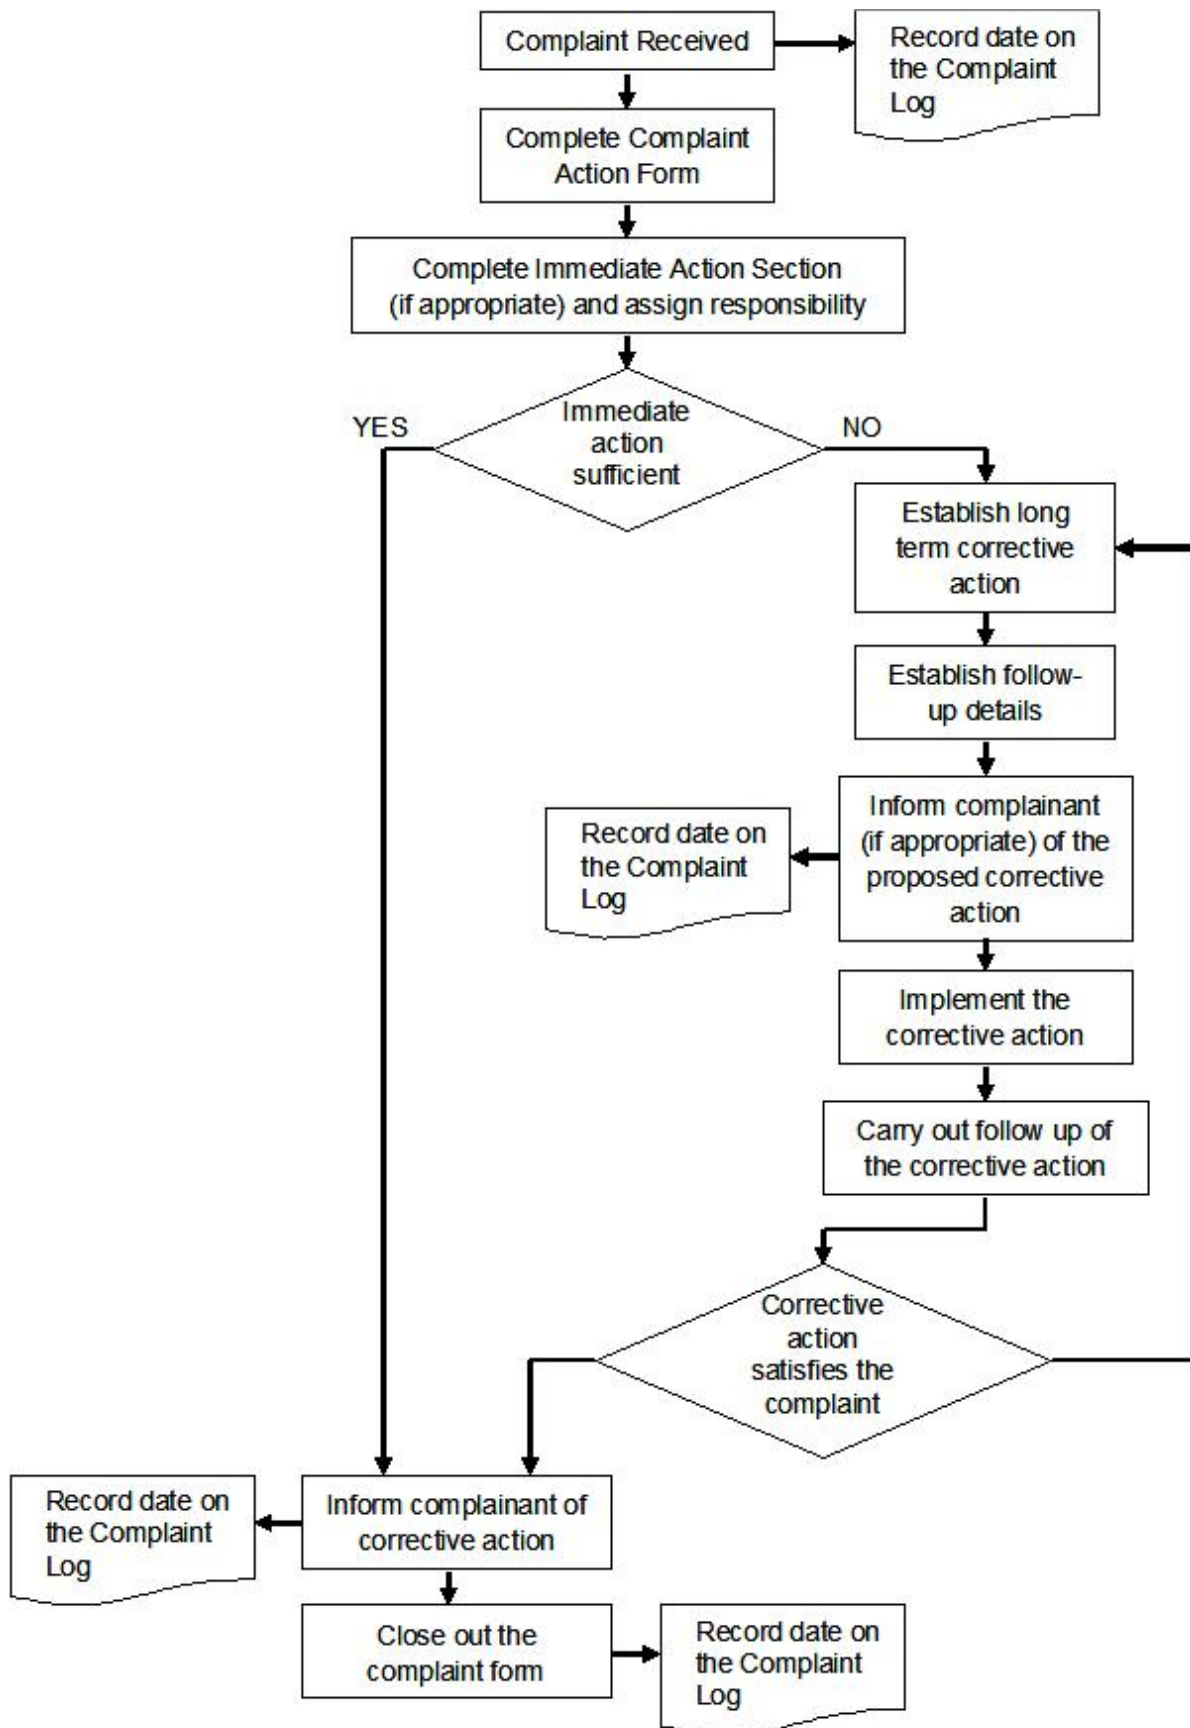 Complaint Received
Record date on
the Complaint
Log
Complete Complaint
Action Form
Complete Immediate Action Section
(if appropriate) and assign responsibility
YES
Immediate
action
sufficient
NO
Establish long
term corrective
action
Establish follow-
up details
Inform complainant
(if appropriate) of the
proposed corrective
action
Record date on
the Complaint
Log
Implement the
corrective action
Carry out follow up of
the corrective action
Corrective
action
satisfies the
complaint
Inform complainant of
corrective action
Record date on
the Complaint
Log
Close out the
complaint form
Record date on
the Complaint
Log